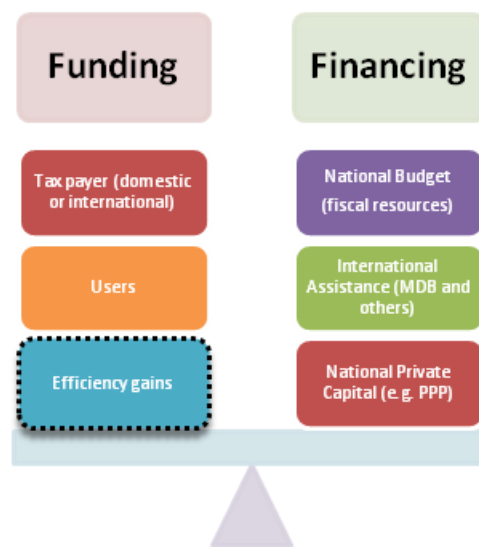 Funding
Financing
Tax payer (domestic
or international)
National Budget
(fiscal resources)
Users
International
Assistance (MDB and
others)
Efficiency gains
National Private
Capital (e.g. PPP)